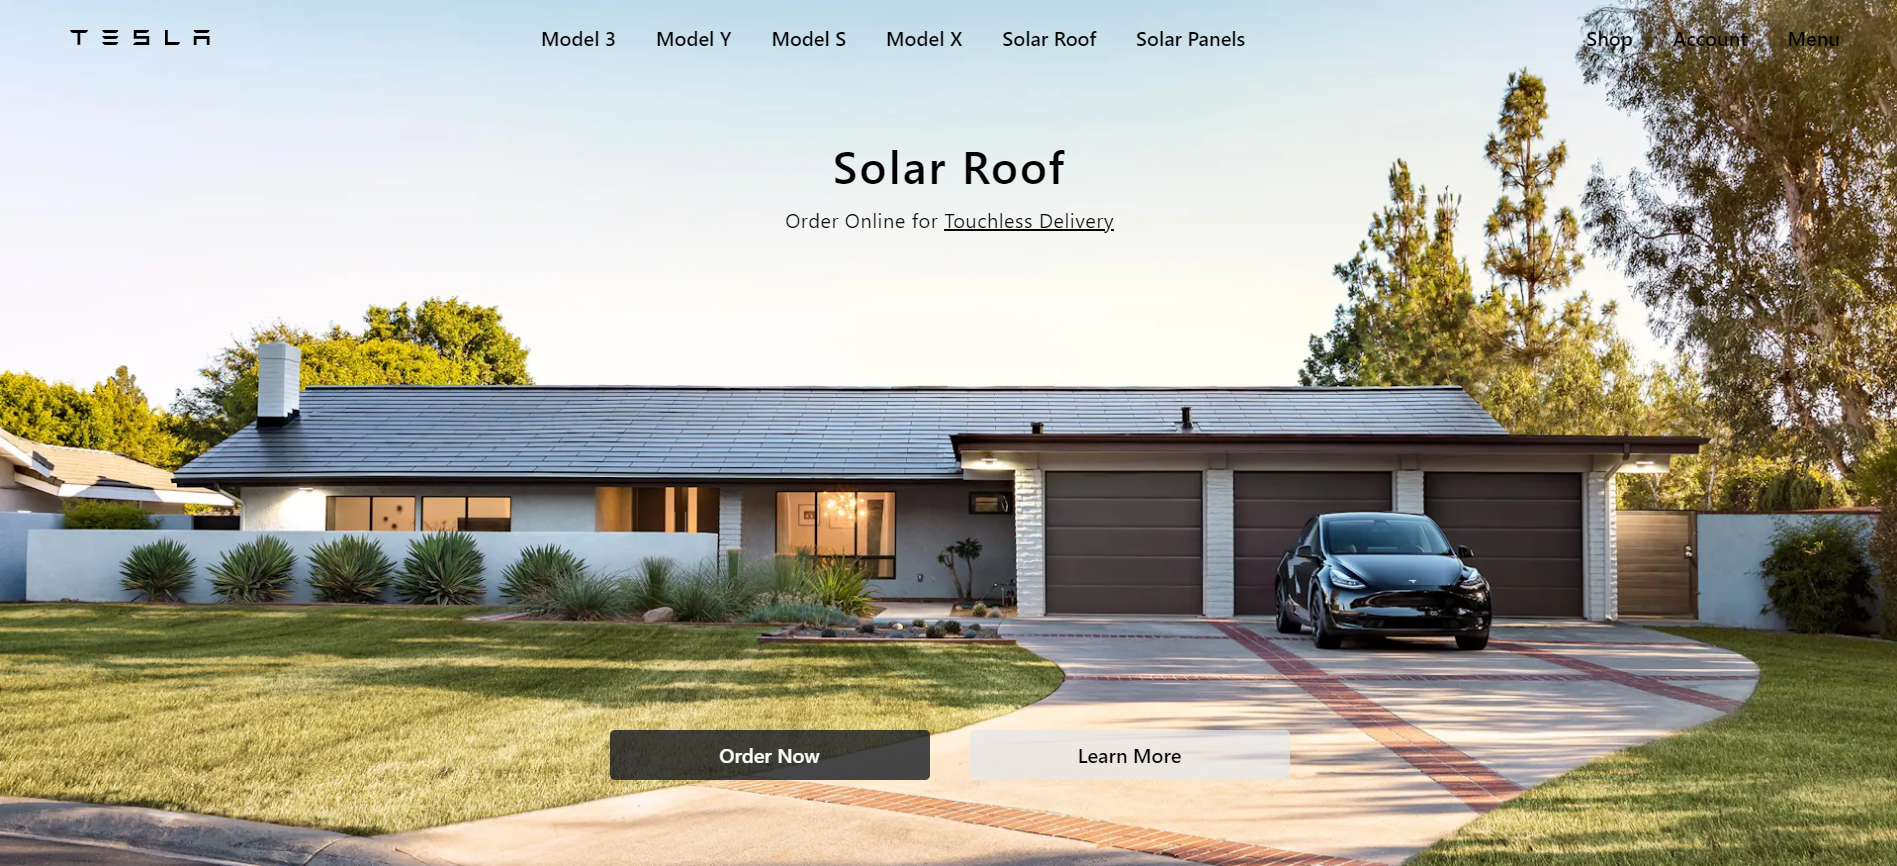 TESLA
Model 3 Model Y Model S Model X Solar Roof Solar Panels
Shop Account Menu
Solar Roof
Order Online for Touchless Delivery
Order Now
Learn More